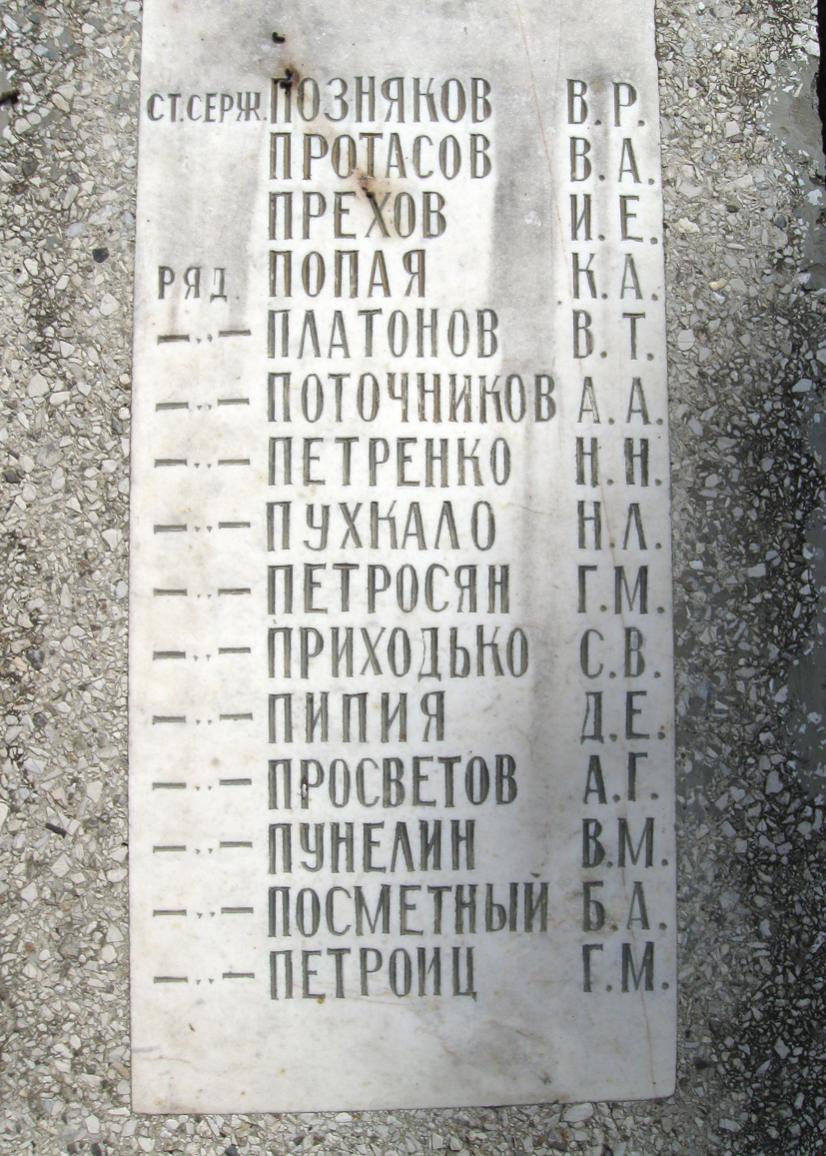 СТ.СЕРЖ. ПОЗНЯКОВ В.Р.
ПРОТАСОВ В.А.
ПРЕХОВ И.Е.
РЯД ПОПАЯ К.А.
—„— ПЛАТОНОВ В.Т.
—„— ПОТОЧНИКОВ А.А.
—„— ПЕТРЕНКО Н.Н.
—„— ПУХКАЛО Н.Л.
—„— ПЕТРОСЯН Г.М.
—„— ПРИХОДЬКО С.В.
—„— ПИПИЯ Д.Е.
—„— ПРОСВЕТОВ А.Г.
—„— ПУНЕЛИН В.М.
—„— ПОСМЕТНЫЙ Б.А.
—„— ПЕТРОИЦ Г.М.